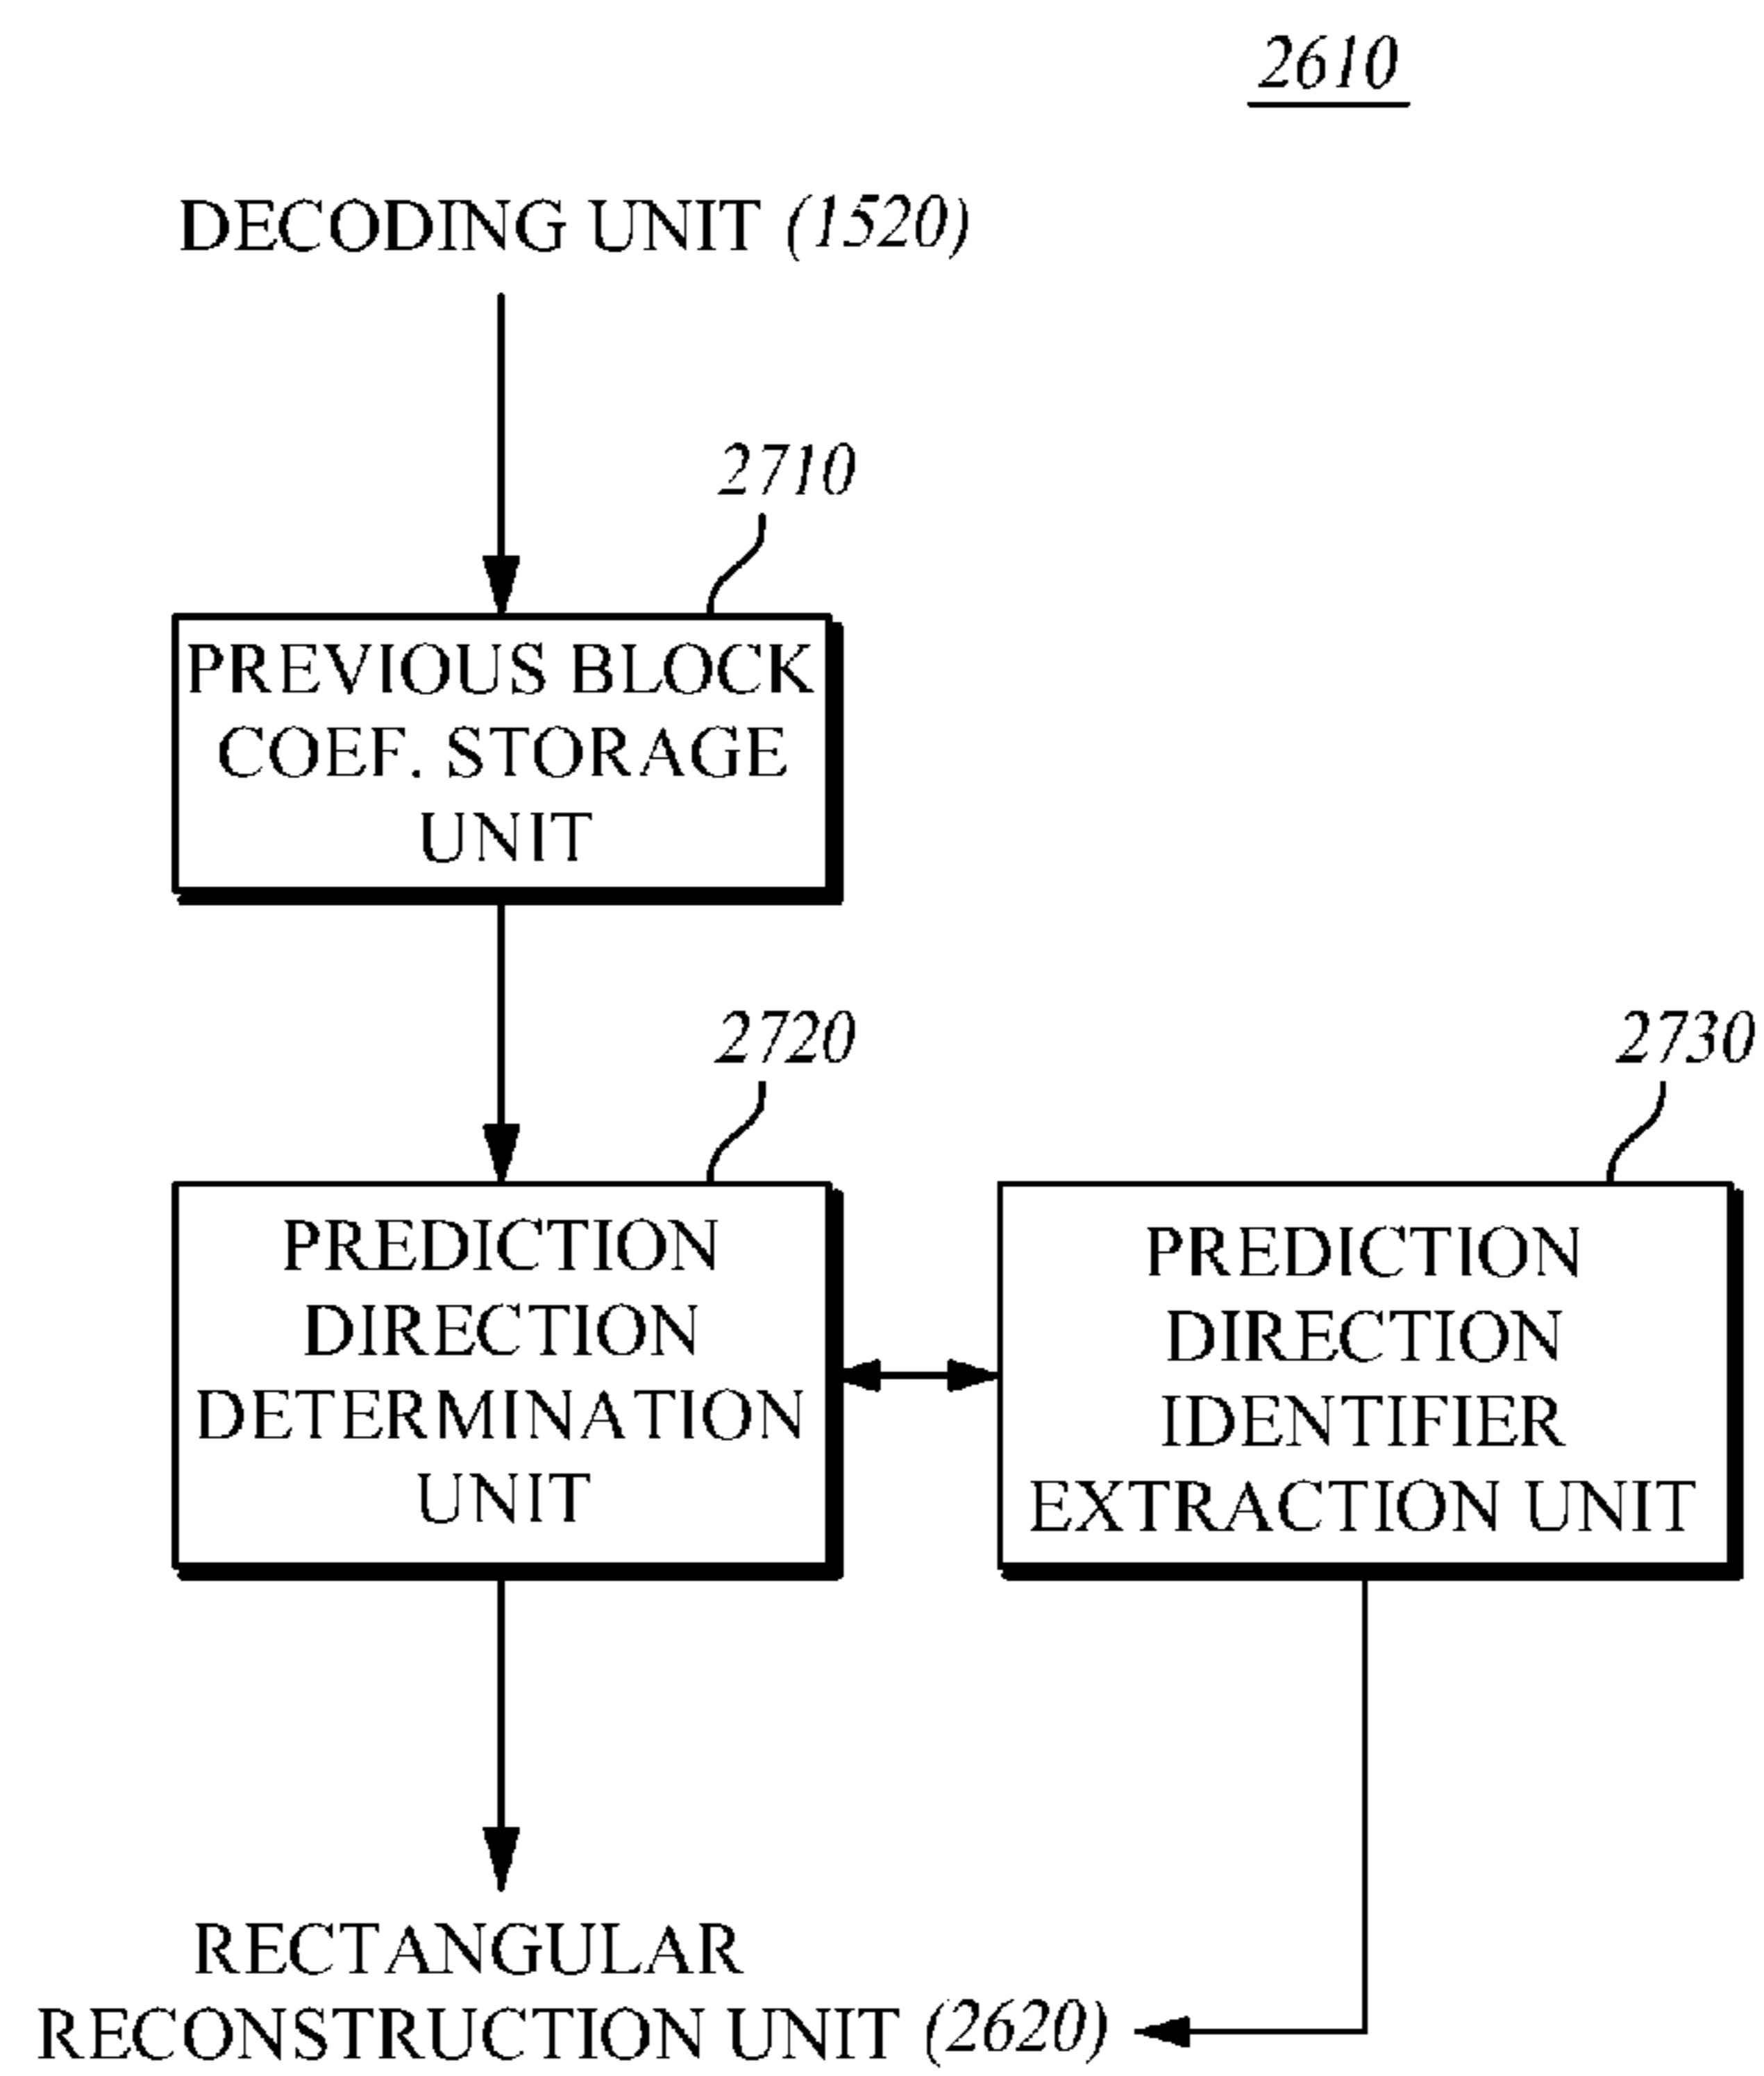 2610
DECODING UNIT (1520)
2710
PREVIOUS BLOCK
COEF. STORAGE
UNIT
2720
PREDICTION
DIRECTION
DETERMINATION
UNIT
2730
PREDICTION
DIRECTION
IDENTIFIER
EXTRACTION UNIT
RECTANGULAR
RECONSTRUCTION UNIT (2620)